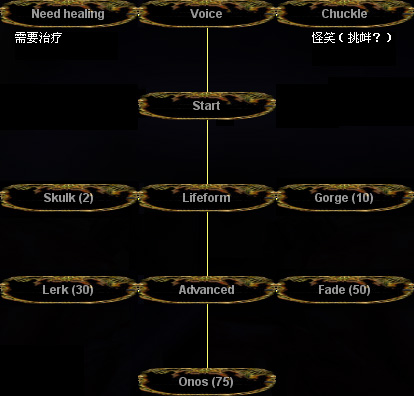 Need healing
Voice
Chuckle
需要治疗
怪笑（挑衅？）
Start
Skulk (2)
Lifeform
Gorge (10)
Lerk (30)
Advanced
Fade (50)
Onos (75)